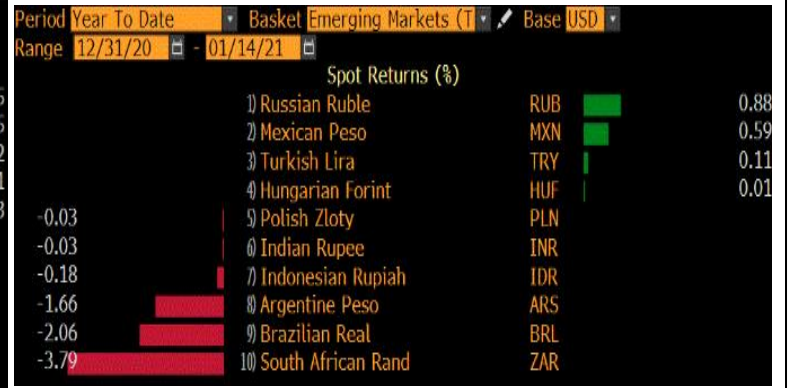 Period Year To Date Basket Emerging Markets (T Base USD
Range 12/31/20 - 01/14/21
Spot Returns (%)
1) Russian Ruble RUB 0.88
2) Mexican Peso MXN 0.59
3) Turkish Lira TRY 0.11
4) Hungarian Forint HUF 0.01
-0.03 5) Polish Zloty PLN
-0.03 6) Indian Rupee INR
-0.18 7) Indonesian Rupiah IDR
-1.66 8) Argentine Peso ARS
-2.06 9) Brazilian Real BRL
-3.79 10) South African Rand ZAR